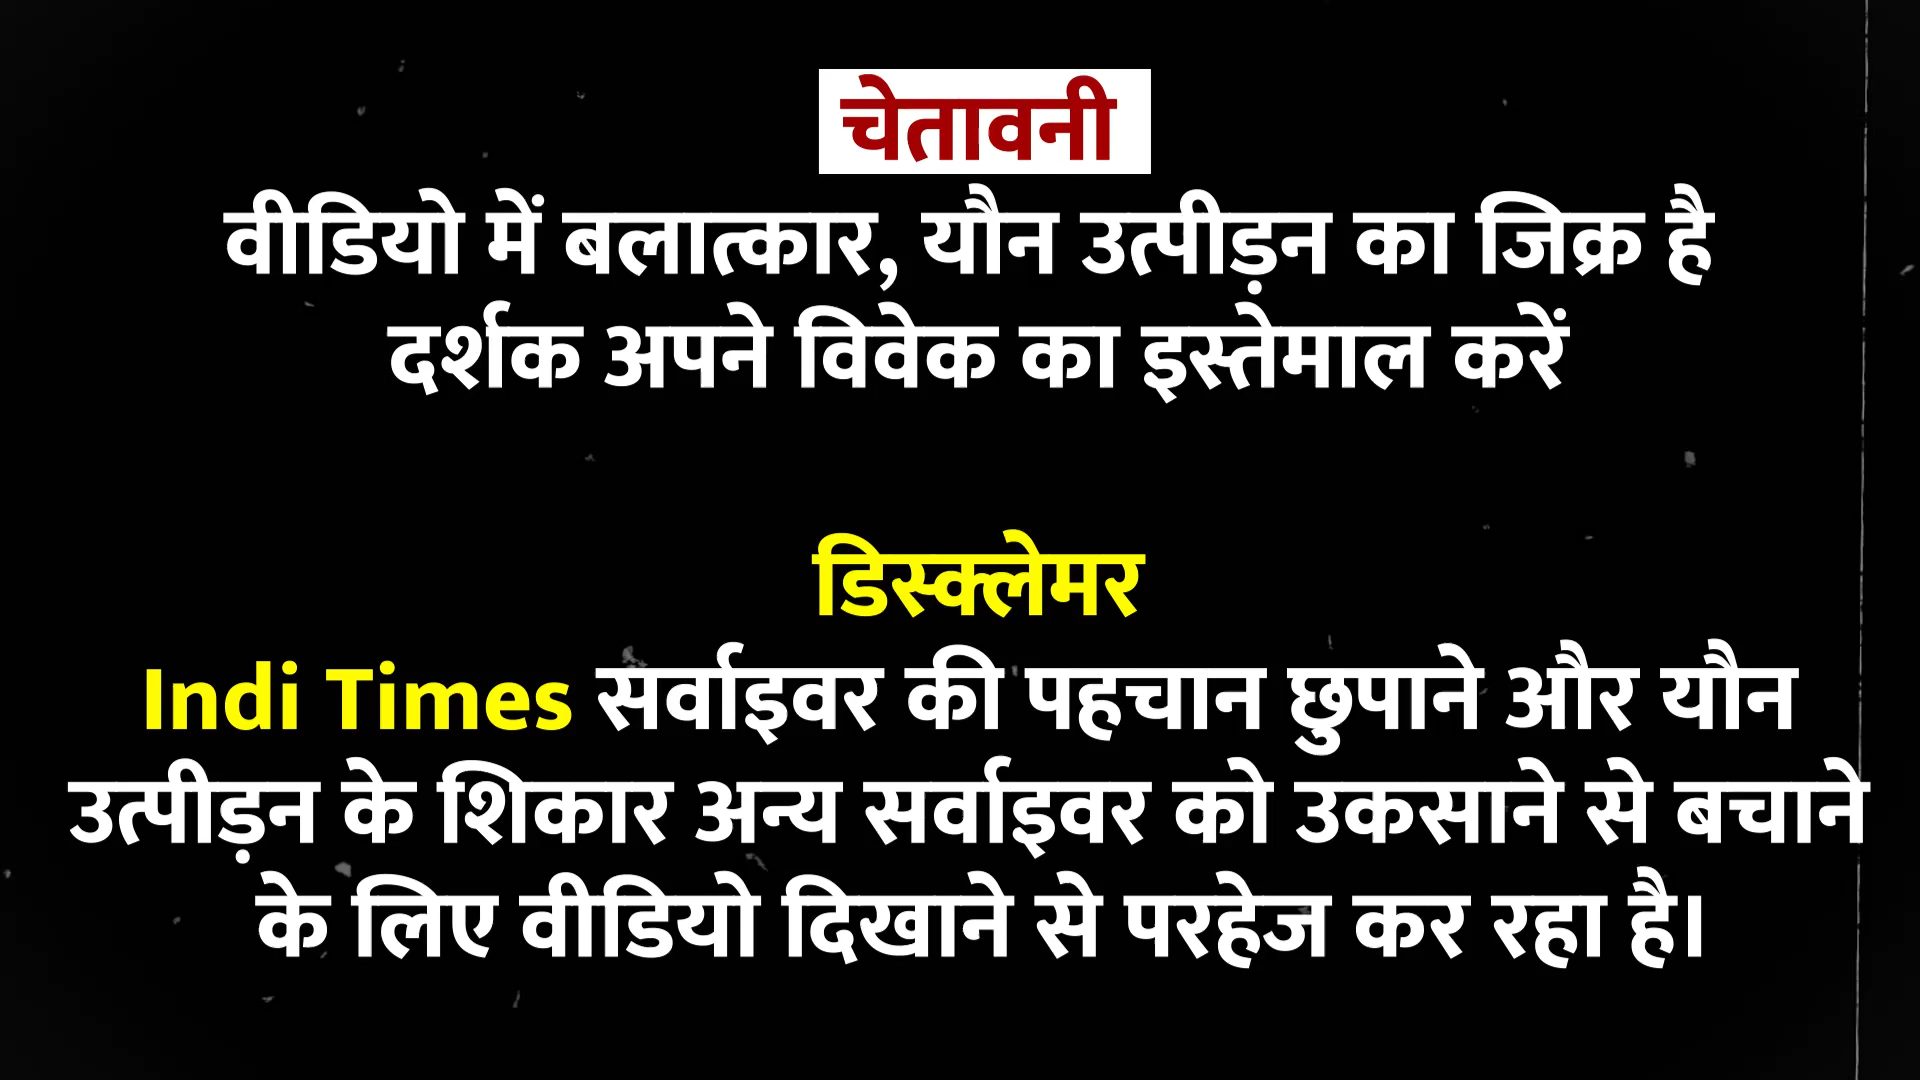 चेतावनी
वीडियो में बलात्कार, यौन उत्पीड़न का जिक्र है
दर्शक अपने विवेक का इस्तेमाल करें
डिस्क्लेमर
Indi Times सर्वाइवर की पहचान छुपाने और यौन
उत्पीड़न के शिकार अन्य सर्वाइवर को उकसाने से बचाने
के लिए वीडियो दिखाने से परहेज कर रहा है।